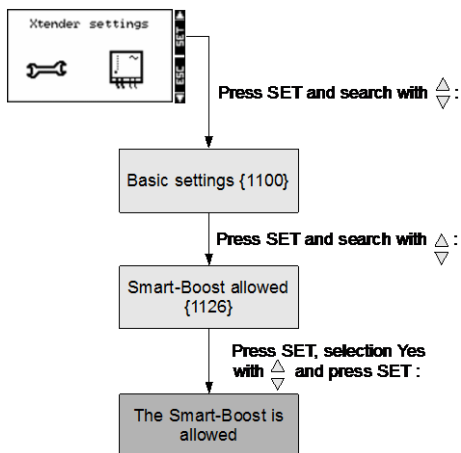 Xtender settings
SET
ESC
Press SET and search with :
Basic settings {1100}
Press SET and search with :
Smart-Boost allowed
{1126}
Press SET, selection Yes
with and press SET :
The Smart-Boost is
allowed